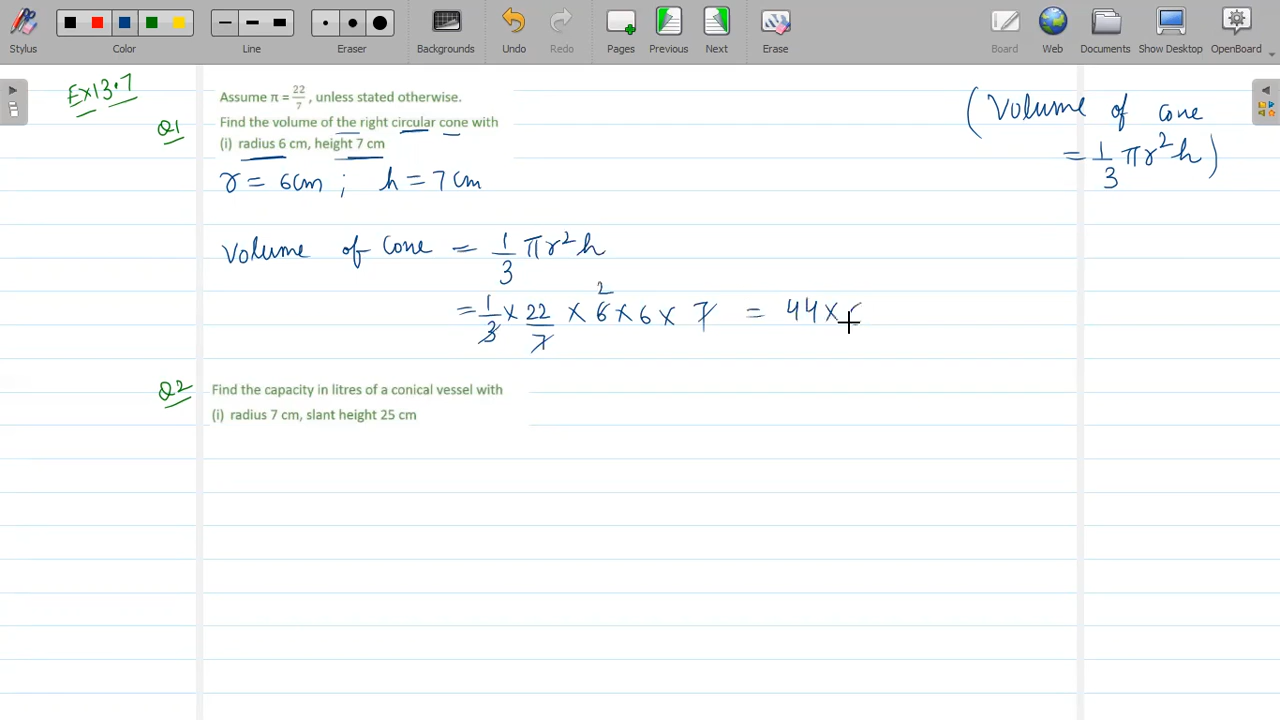 Stylus
Color
Line
Eraser
Backgrounds
Undo
Redo
Pages
Previous
Next
Erase
Board
Web
Documents
Show Desktop
OpenBoard
Ex13.7
Q1
Assume π = 22/7 , unless stated otherwise.
Find the volume of the right circular cone with
(i) radius 6 cm, height 7 cm
(Volume of cone
= 1/3 πr²h)
r = 6cm ; h = 7cm
Volume of cone = 1/3 πr²h
2
= 1/3 × 22/7 × 6 × 6 × 7 = 44×
Q2
Find the capacity in litres of a conical vessel with
(i) radius 7 cm, slant height 25 cm